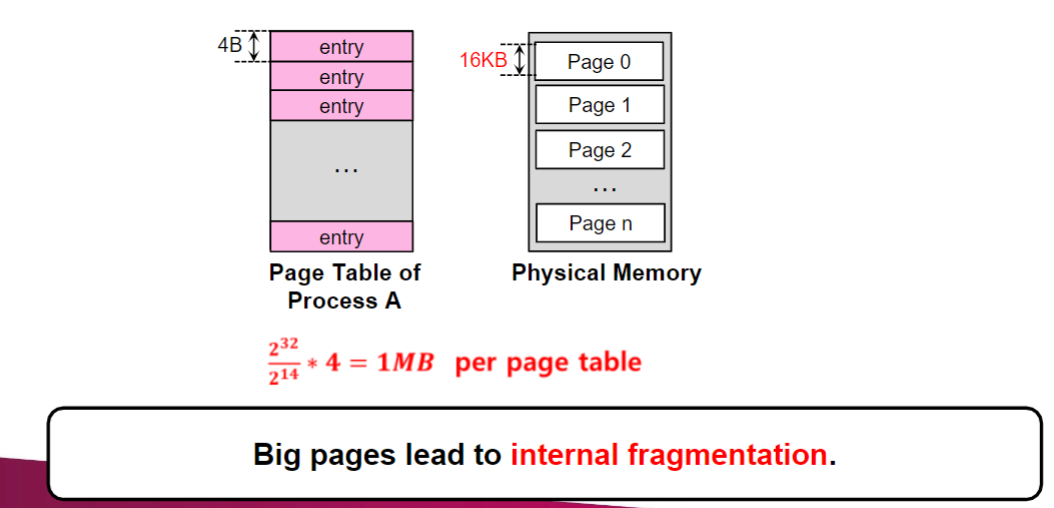 4B
entry
entry
entry
...
entry
Page Table of
Process A
16KB
Page 0
Page 1
Page 2
...
Page n
Physical Memory
2^32 / 2^14 * 4 = 1MB per page table
Big pages lead to internal fragmentation.